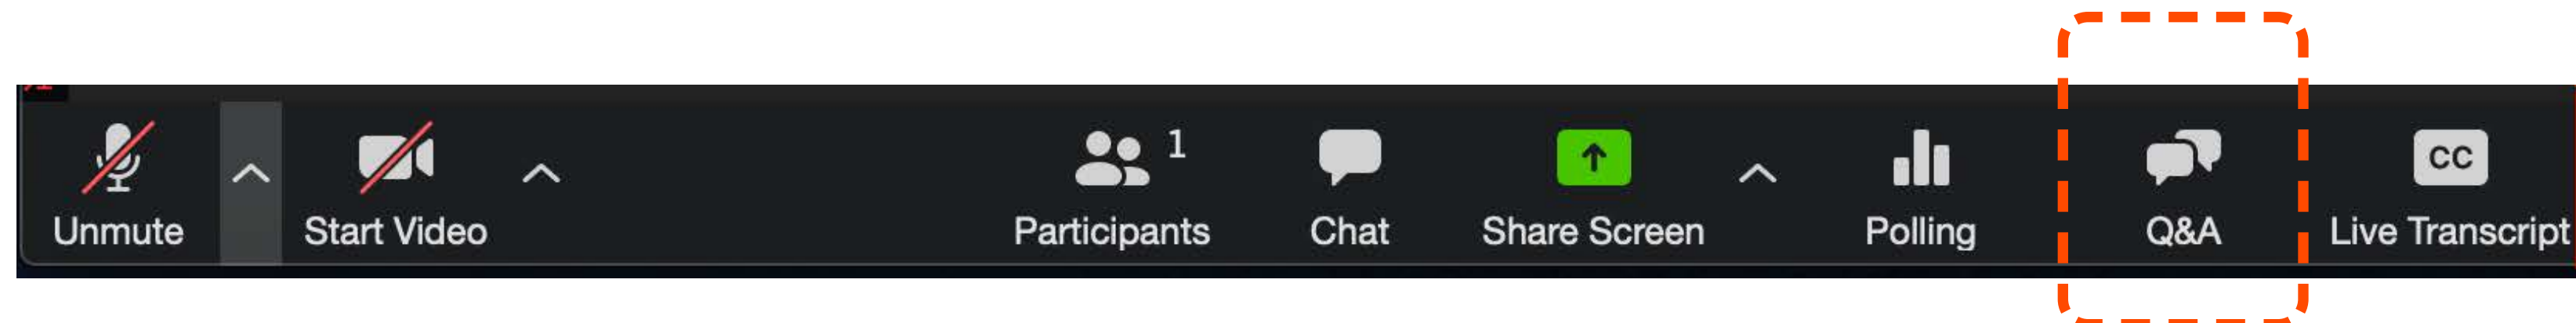 1
CC
Unmute
Start Video
Participants
Chat
Share Screen
Polling
Q&A
Live Transcript